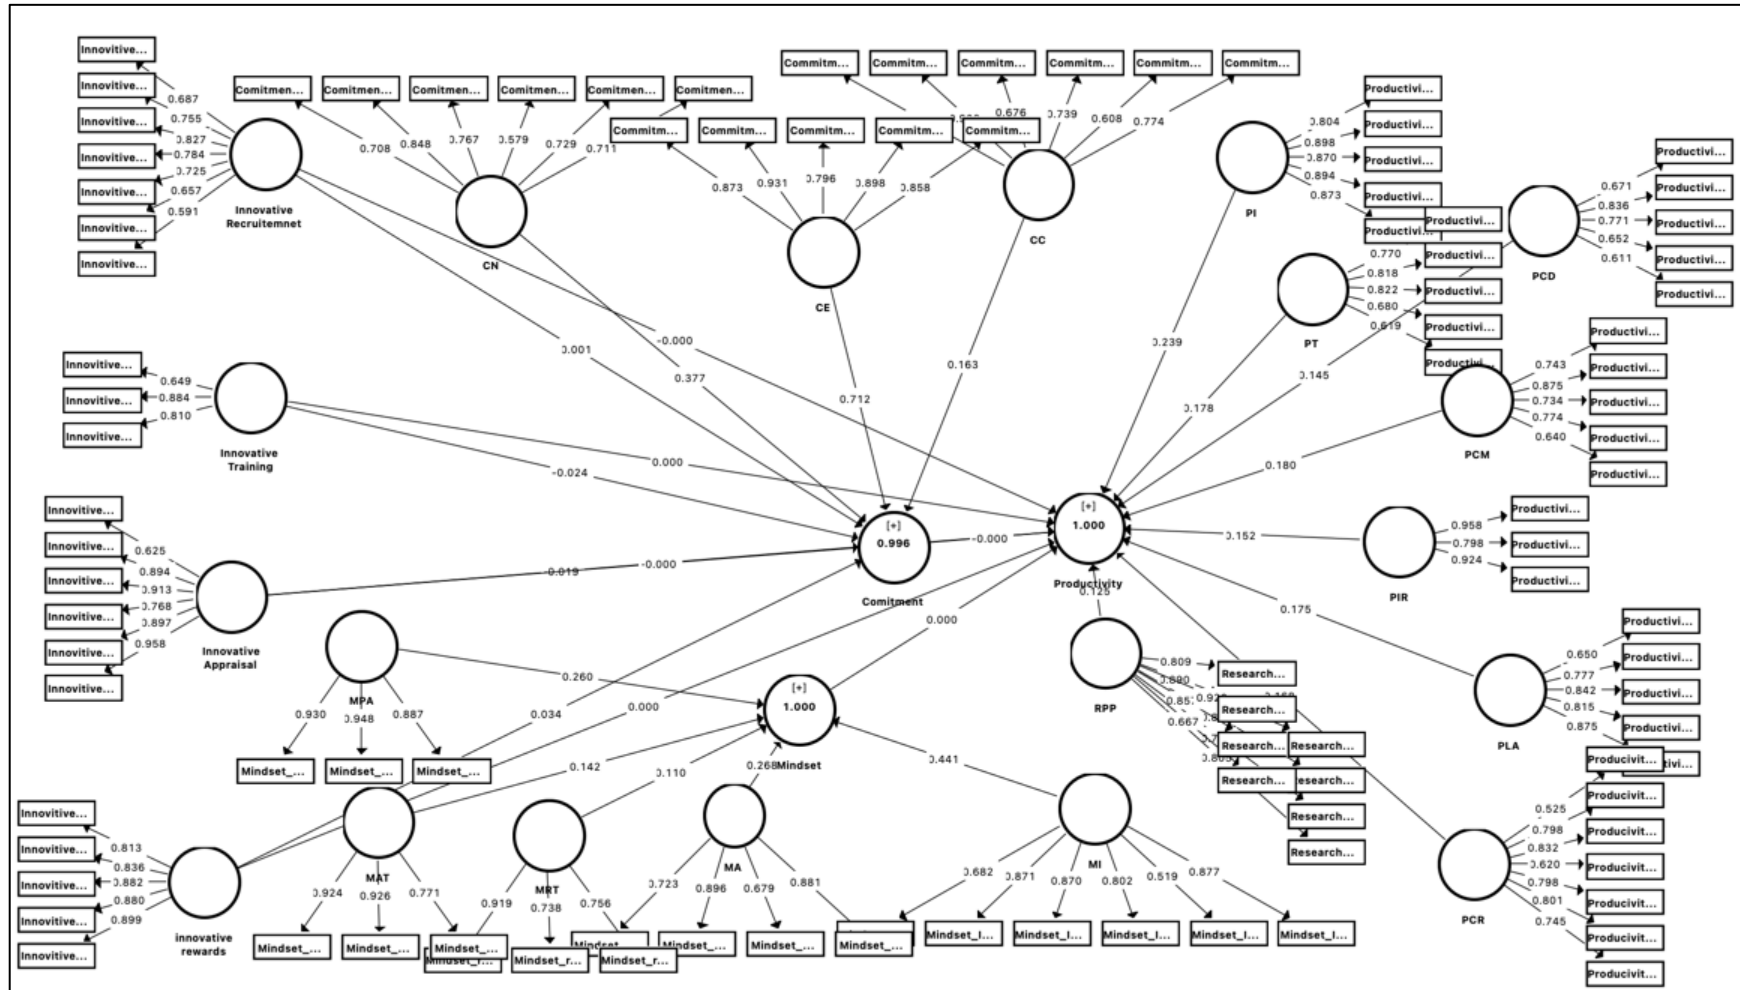 Innovitive...
Innovitive...
Innovitive...
Innovitive...
Innovitive...
Innovitive...
Innovitive...
0.687
0.755
0.827
0.784
0.725
0.657
0.591
Innovative
Recruitemnet
Comitmen...
Comitmen...
Comitmen...
Comitmen...
Comitmen...
Comitmen...
0.708
0.848
0.767
0.579
0.729
0.711
CN
Commitm...
Commitm...
Commitm...
Commitm...
Commitm...
0.873
0.931
0.796
0.898
0.858
CE
Commitm...
Commitm...
Commitm...
Commitm...
Commitm...
Commitm...
0.676
0.739
0.608
0.774
CC
Productivi...
Productivi...
Productivi...
Productivi...
Productivi...
0.804
0.898
0.870
0.894
0.873
PI
Productivi...
Productivi...
Productivi...
Productivi...
Productivi...
0.770
0.818
0.822
0.680
0.619
PT
Productivi...
Productivi...
Productivi...
Productivi...
Productivi...
0.671
0.836
0.771
0.652
0.611
PCD
Productivi...
Productivi...
Productivi...
Productivi...
Productivi...
0.743
0.875
0.734
0.774
0.640
PCM
Innovitive...
Innovitive...
Innovitive...
0.649
0.884
0.810
Innovative
Training
0.001
-0.000
0.377
0.712
0.163
0.239
0.178
0.145
0.180
0.000
-0.024
[+]
0.996
Comitment
-0.000
[+]
1.000
Productivity
0.125
0.152
Productivi...
Productivi...
Productivi...
0.958
0.798
0.924
PIR
Innovitive...
Innovitive...
Innovitive...
Innovitive...
Innovitive...
Innovitive...
0.625
0.894
0.913
0.768
0.897
0.958
Innovative
Appraisal
-0.019
-0.000
0.000
0.175
MPA
0.930
0.948
0.887
Mindset_...
Mindset_...
Mindset_...
0.260
0.034
0.000
0.142
0.110
0.268
0.441
[+]
1.000
Mindset
RPP
0.809
0.890
0.667
Research...
Research...
Research...
Research...
Research...
Research...
Research...
Productivi...
Productivi...
Productivi...
Productivi...
0.650
0.777
0.842
0.815
0.875
PLA
Innovitive...
Innovitive...
Innovitive...
Innovitive...
Innovitive...
0.813
0.836
0.882
0.880
0.899
innovative
rewards
MAT
0.924
0.926
0.771
Mindset_...
Mindset_...
Mindset_...
MRT
0.919
0.738
0.756
Mindset_r...
Mindset_r...
Mindset_r...
MA
0.723
0.896
0.679
0.881
Mindset_...
Mindset_...
Mindset_...
MI
0.682
0.871
0.870
0.802
0.519
0.877
Mindset_I...
Mindset_I...
Mindset_I...
Mindset_I...
Mindset_I...
Producivit...
Producivit...
Producivit...
Producivit...
Producivit...
Producivit...
Producivit...
0.525
0.798
0.832
0.620
0.798
0.801
0.745
PCR